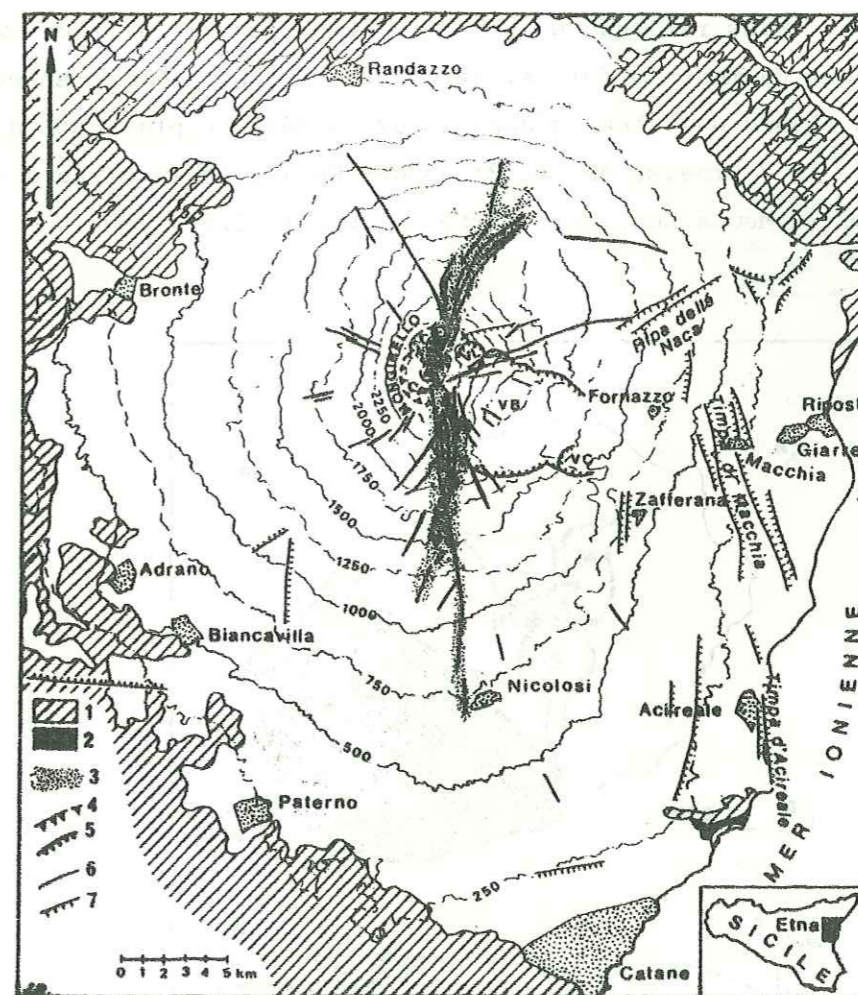 N
Randazzo
Bronte
MONGIBELLO
Ripa delle
Naca
2250
2000
VB
Fornazzo
Ripost
Giarre
1750
Timpa di Macchia
Macchia
VC
1500
Zafferana
1250
Adrano
1000
Biancavilla
750
Nicolosi
Acireale
Timpa d'Acireale
MER IONIENNE
500
1
2
3
4
5
6
7
Paterno
250
0 1 2 3 4 5 km
Catane
Etna
SICILE